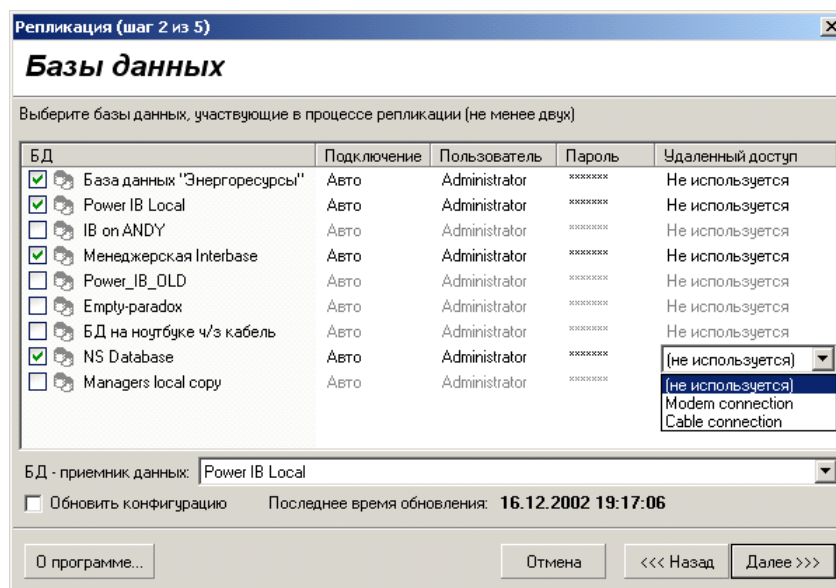 Репликация (шаг 2 из 5)
Базы данных
Выберите базы данных, участвующие в процессе репликации (не менее двух)
БД Подключение Пользователь Пароль Удаленный доступ
База данных "Энергоресурсы" Авто Administrator ******* Не используется
Power IB Local Авто Administrator ******* Не используется
IB on ANDY Авто Administrator ******* Не используется
Менеджерская Interbase Авто Administrator ******* Не используется
Power_IB_OLD Авто Administrator ******* Не используется
Empty-paradox Авто Administrator ******* Не используется
БД на ноутбуке ч/з кабель Авто Administrator ******* Не используется
NS Database Авто Administrator ******* (не используется)
Managers local copy Авто Administrator ******* (не используется)
Modem connection
Cable connection
БД - приемник данных: Power IB Local
Обновить конфигурацию Последнее время обновления: 16.12.2002 19:17:06
О программе... Отмена <<< Назад Далее >>>